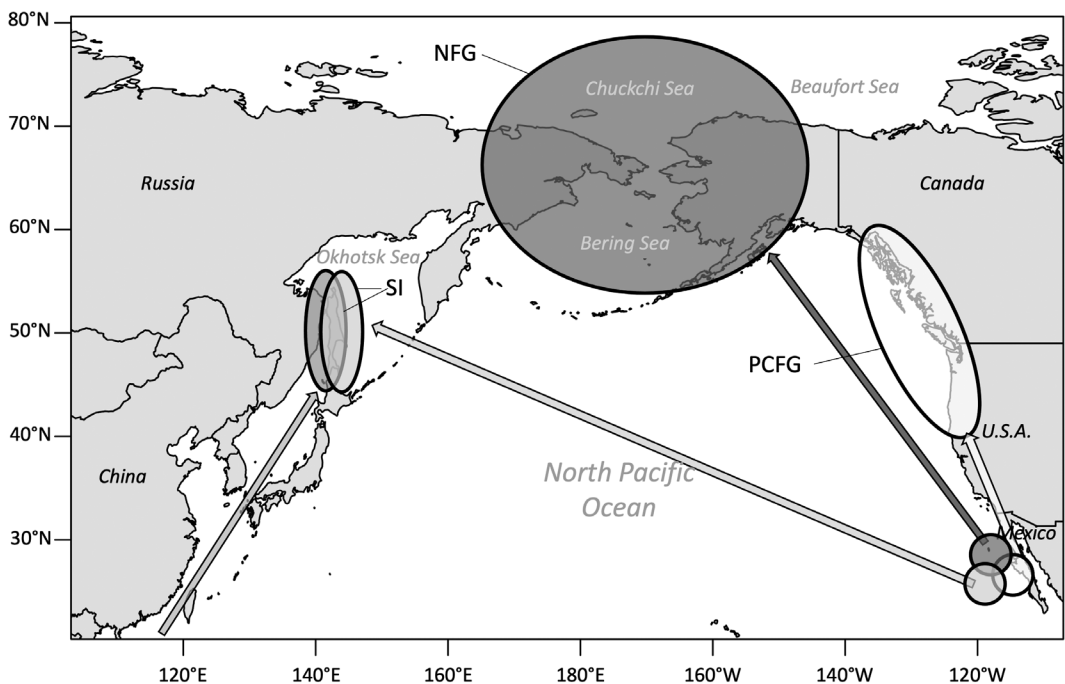 80°N
NFG
Chuckchi Sea
Beaufort Sea
70°N
Russia
Canada
60°N
Bering Sea
Okhotsk Sea
SI
50°N
PCFG
40°N
U.S.A.
China
North Pacific
Ocean
30°N
Mexico
120°E
140°E
160°E
180°E
160°W
140°W
120°W